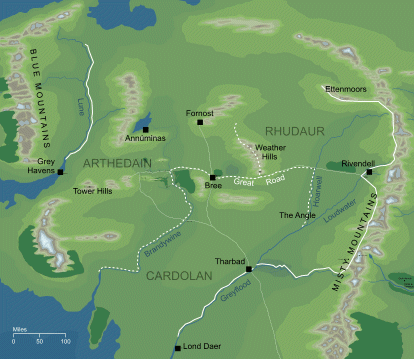 BLUE MOUNTAINS
Lune
Ettenmoors
Fornost
Annúminas
RHUDAUR
Weather
Hills
Grey
Havens
ARTHEDAIN
Rivendell
Tower Hills
Bree
Great Road
Hoarwell
The Angle
Loudwater
MISTY MOUNTAINS
Brandywine
CARDOLAN
Tharbad
Greyflood
Miles
0 50 100
Lond Daer